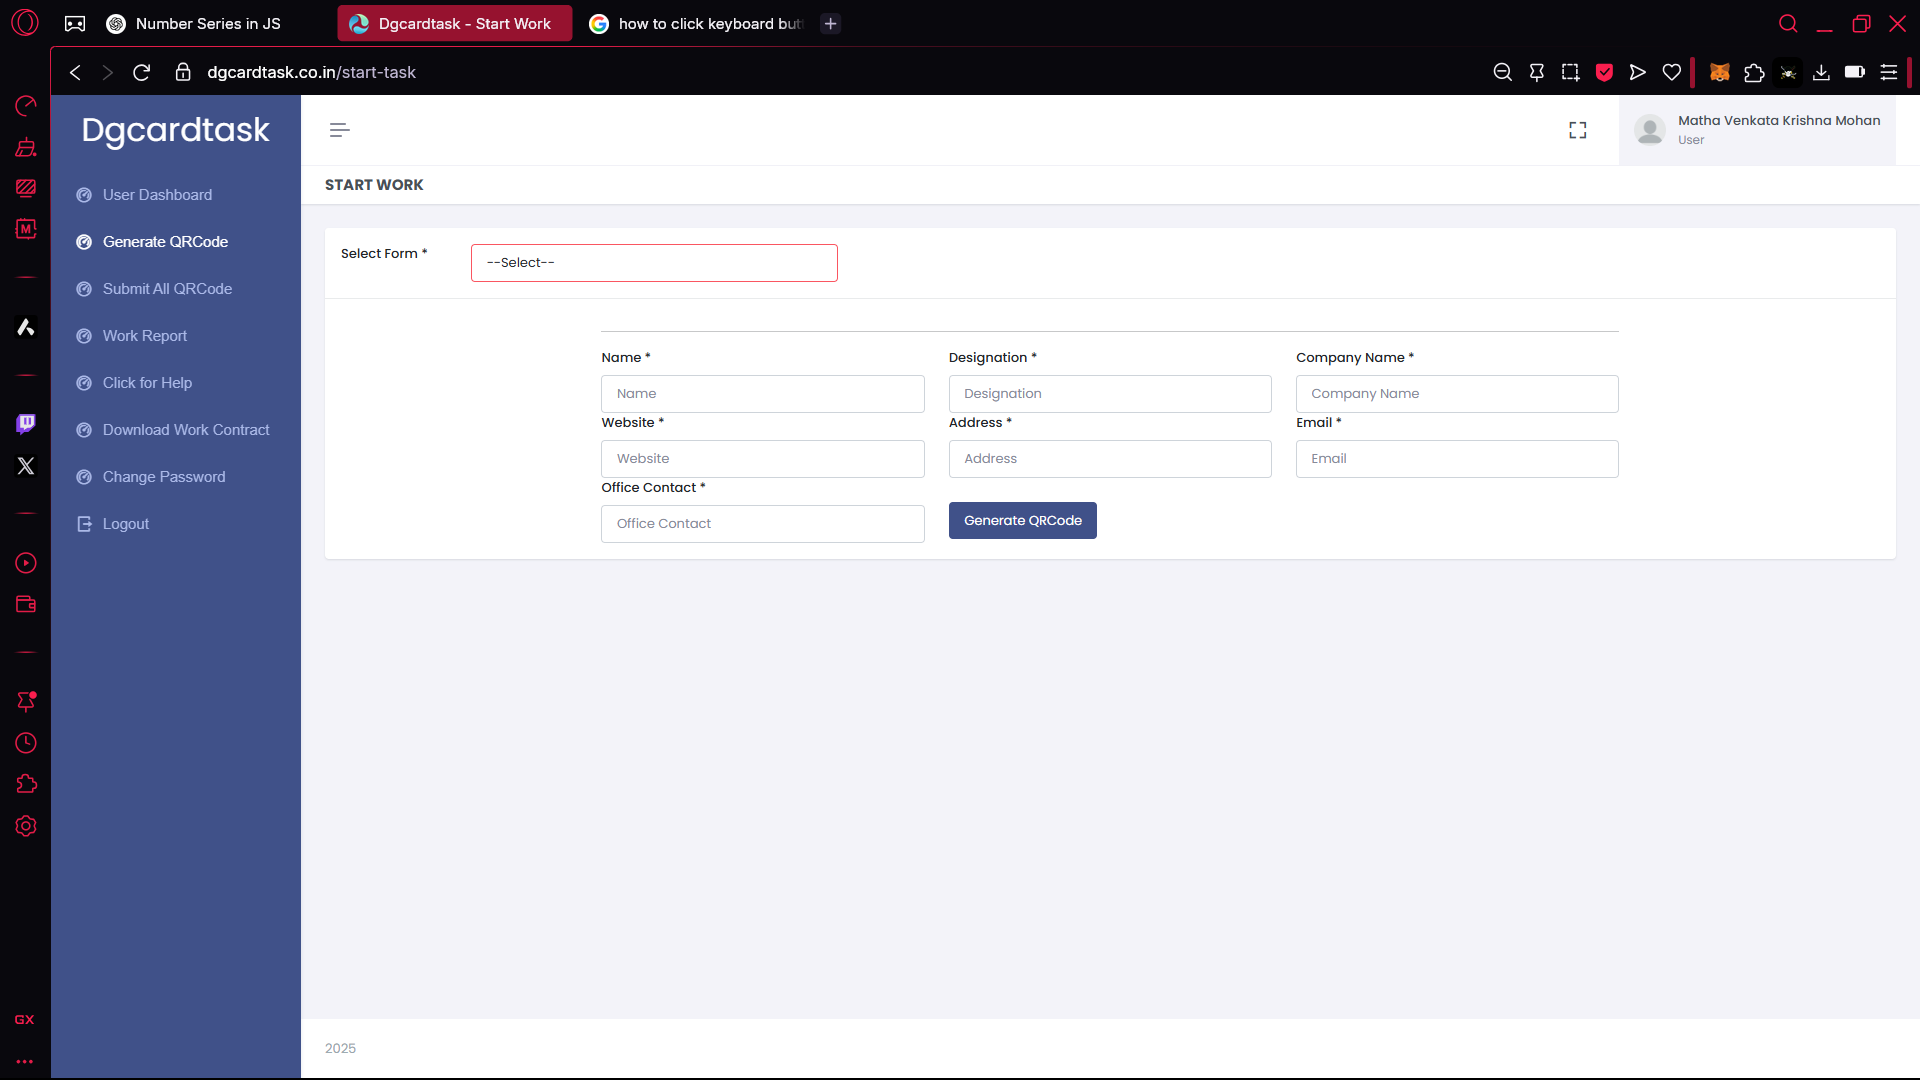 Number Series in JS
Dgcardtask - Start Work
how to click keyboard but
dgcardtask.co.in/start-task
Dgcardtask
Matha Venkata Krishna Mohan
User
User Dashboard
Generate QRCode
Submit All QRCode
Work Report
Click for Help
Download Work Contract
Change Password
Logout
START WORK
Select Form *
--Select--
Name *
Designation *
Company Name *
Name
Designation
Company Name
Website *
Address *
Email *
Website
Address
Email
Office Contact *
Office Contact
Generate QRCode
2025
M
GX